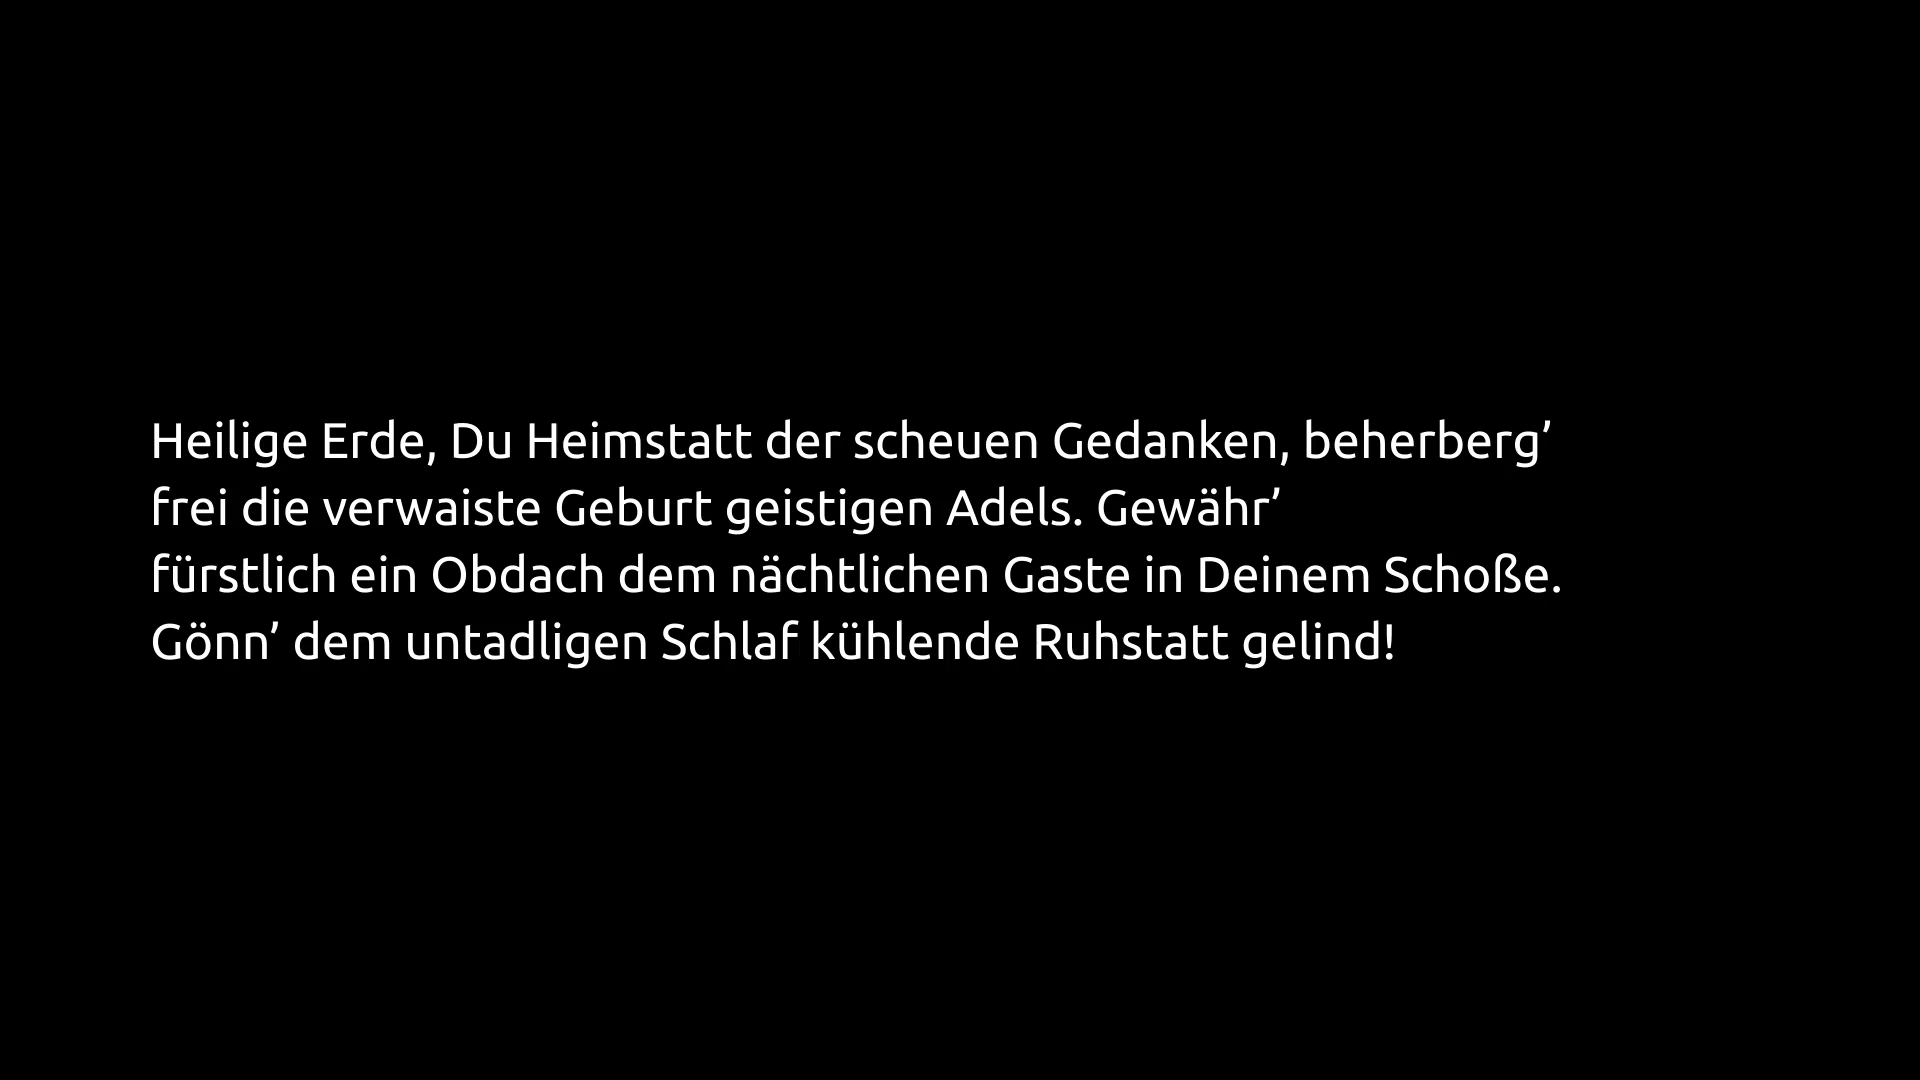 Heilige Erde, Du Heimstatt der scheuen Gedanken, beherberg’
frei die verwaiste Geburt geistigen Adels. Gewähr’
fürstlich ein Obdach dem nächtlichen Gaste in Deinem Schoße.
Gönn’ dem untadligen Schlaf kühlende Ruhstatt gelind!